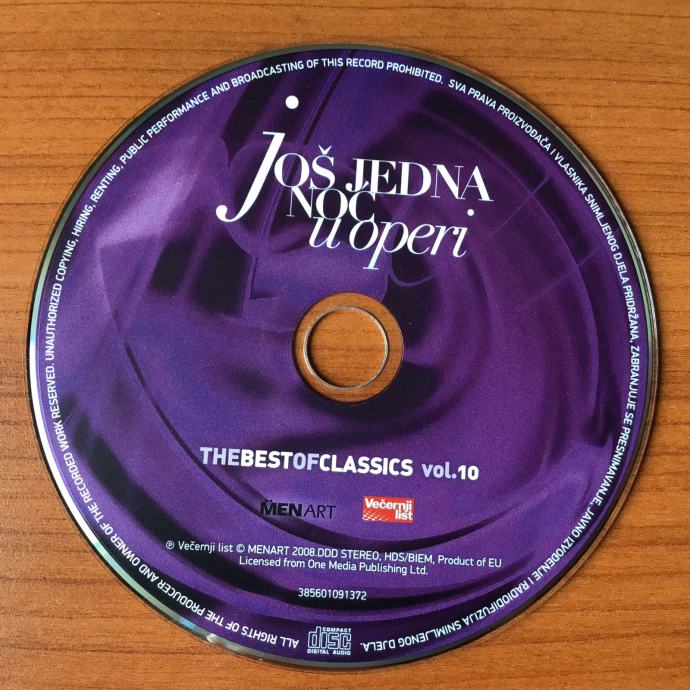 još JEDNA
NOĆ
u operi
THEBESTOFCLASSICS vol.10
MENART
Večernji
list
℗ Večernji list © MENART 2008.DDD STEREO, HDS/BIEM, Product of EU
Licensed from One Media Publishing Ltd.
385601091372
COMPACT
disc
DIGITAL AUDIO
ALL RIGHTS OF THE PRODUCER AND OWNER OF THE RECORDED WORK RESERVED. UNAUTHORIZED COPYING, HIRING, RENTING, PUBLIC PERFORMANCE AND BROADCASTING OF THIS RECORD PROHIBITED. SVA PRAVA PROIZVOĐAČA I VLASNIKA SNIMLJENOG DJELA PRIDRŽANA, ZABRANJUJE SE PRESNIMAVANJE, JAVNO IZVOĐENJE I RADIODIFUZIJA SNIMLJENOG DJELA.